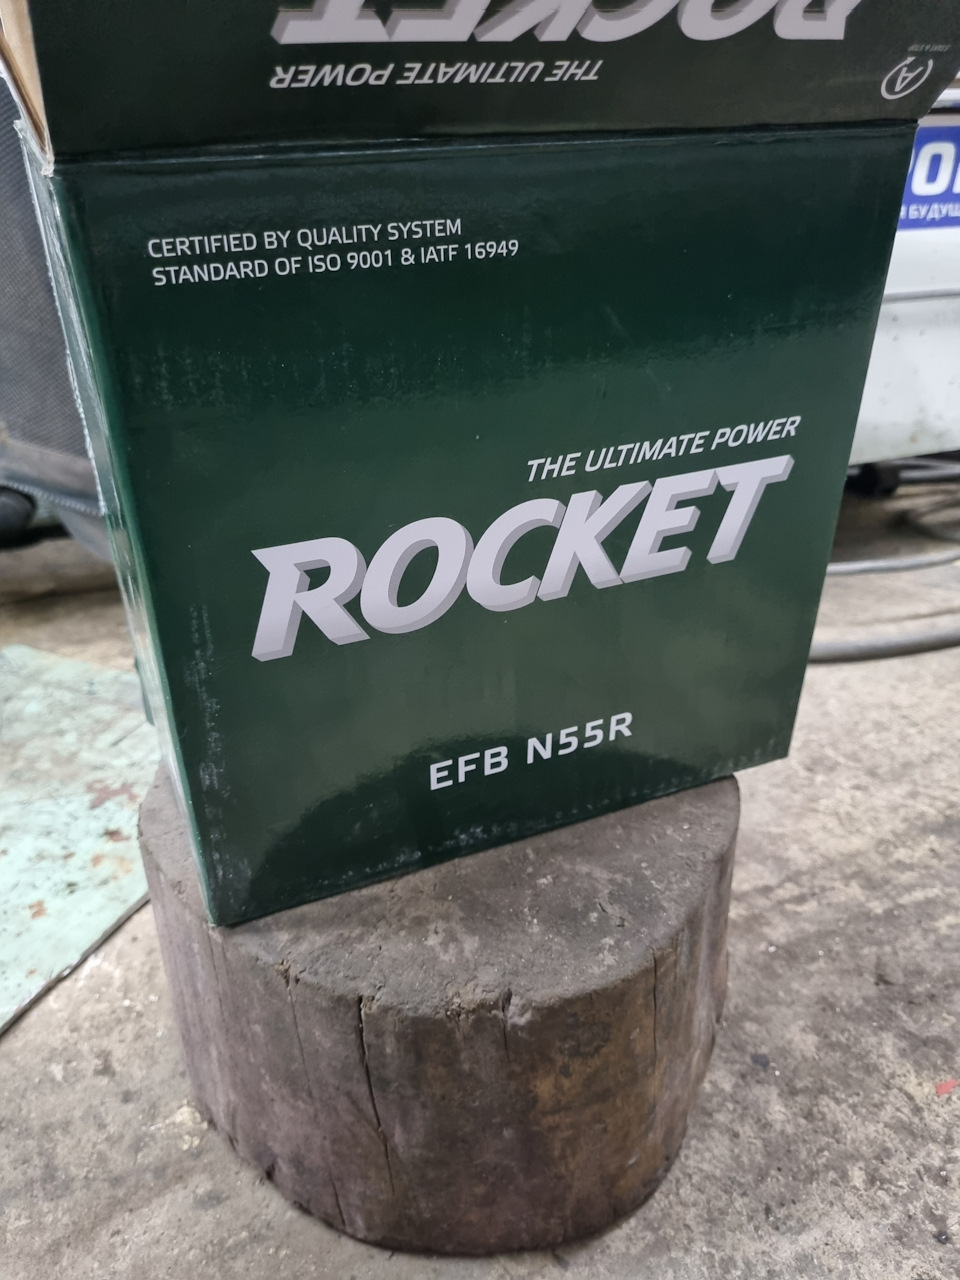 ROCKET
THE ULTIMATE POWER
A
CERTIFIED BY QUALITY SYSTEM
STANDARD OF ISO 9001 & IATF 16949
THE ULTIMATE POWER
ROCKET
EFB N55R